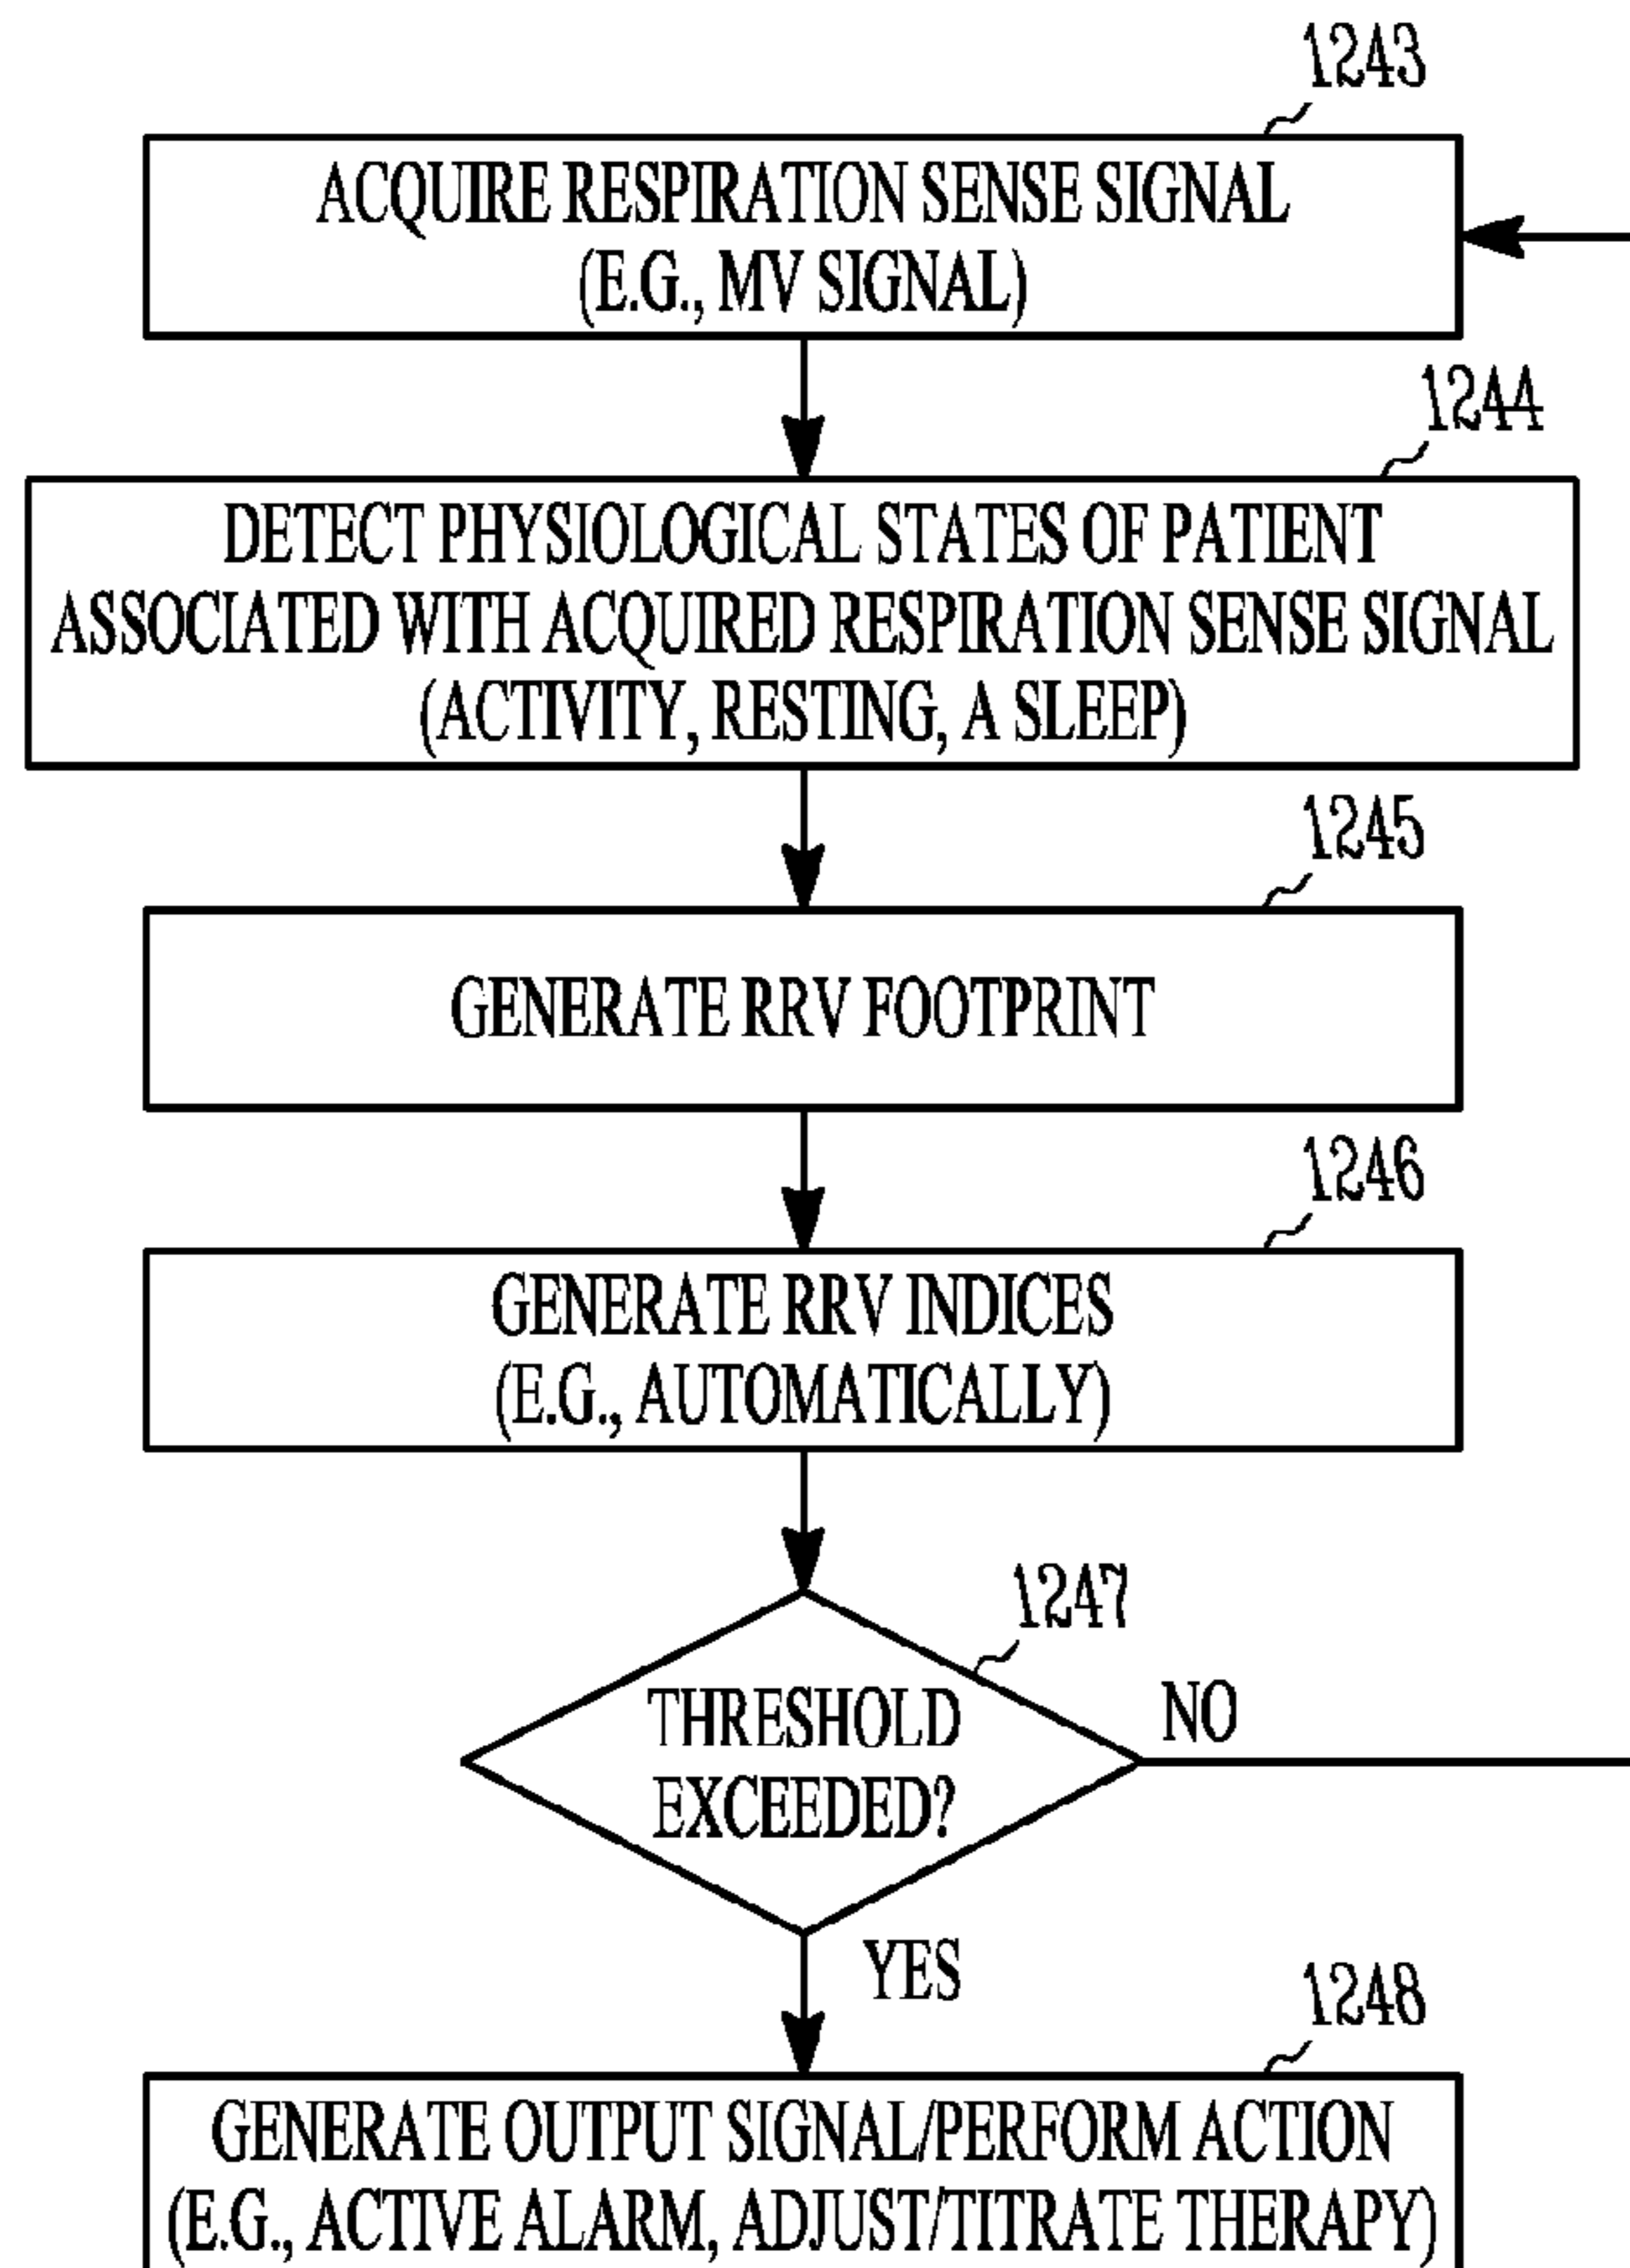 1243
ACQUIRE RESPIRATION SENSE SIGNAL
(E.G., MV SIGNAL)
1244
DETECT PHYSIOLOGICAL STATES OF PATIENT
ASSOCIATED WITH ACQUIRED RESPIRATION SENSE SIGNAL
(ACTIVITY, RESTING, A SLEEP)
1245
GENERATE RRV FOOTPRINT
1246
GENERATE RRV INDICES
(E.G., AUTOMATICALLY)
1247
THRESHOLD
EXCEEDED?
NO
YES
1248
GENERATE OUTPUT SIGNAL/PERFORM ACTION
(E.G., ACTIVE ALARM, ADJUST/TITRATE THERAPY)